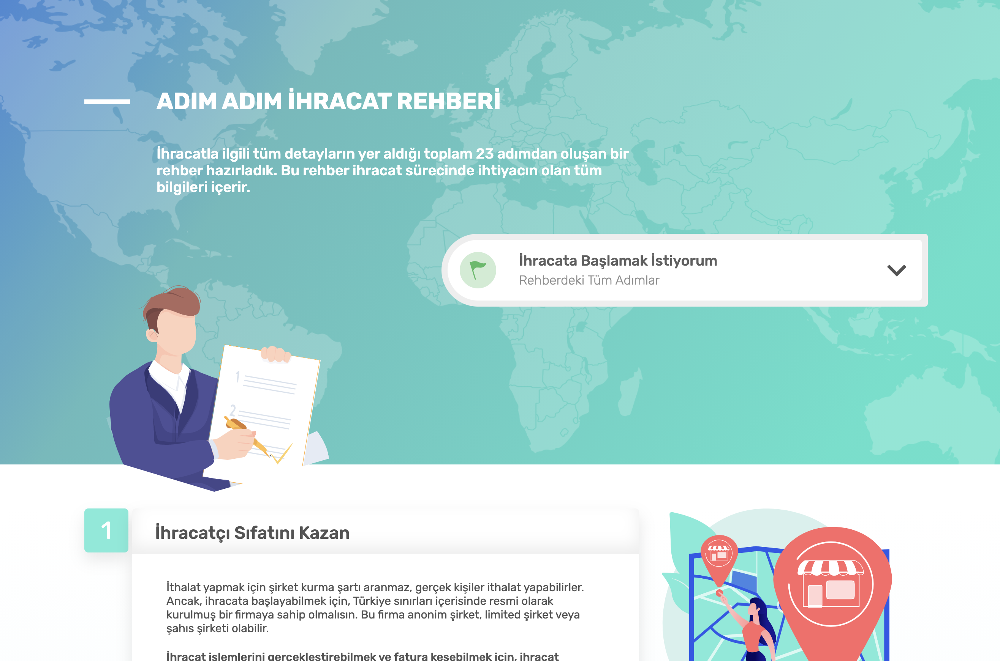 ADIM ADIM İHRACAT REHBERİ
İhracatla ilgili tüm detayların yer aldığı toplam 23 adımdan oluşan bir
rehber hazırladık. Bu rehber ihracat sürecinde ihtiyacın olan tüm
bilgileri içerir.
İhracata Başlamak İstiyorum
Rehberdeki Tüm Adımlar
1
2
1
İhracatçı Sıfatını Kazan
İthalat yapmak için şirket kurma şartı aranmaz, gerçek kişiler ithalat yapabilirler.
Ancak, ihracata başlayabilmek için, Türkiye sınırları içerisinde resmi olarak
kurulmuş bir firmaya sahip olmalısın. Bu firma anonim şirket, limited şirket veya
şahıs şirketi olabilir.
İhracat işlemlerini gerçekleştirebilmek ve fatura kesebilmek için, ihracat